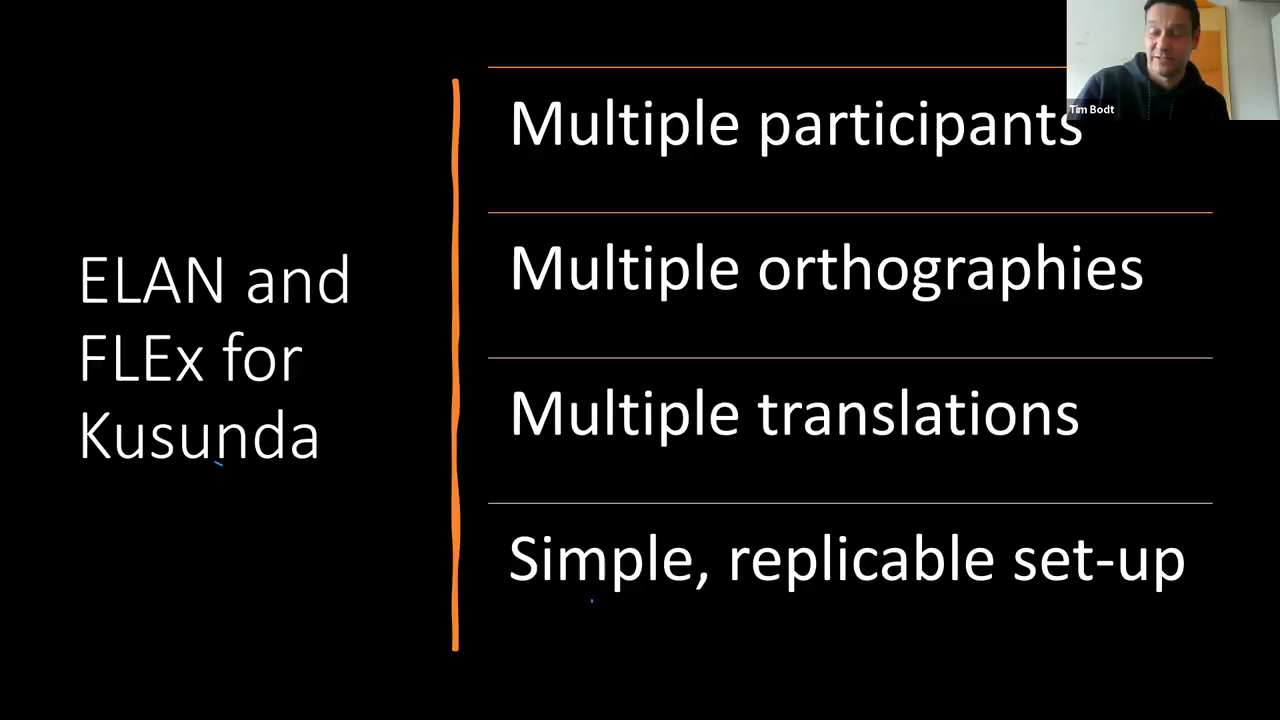 ELAN and
FLEx for
Kusunda
Multiple participants
Multiple orthographies
Multiple translations
Simple, replicable set-up
Tim Bodt